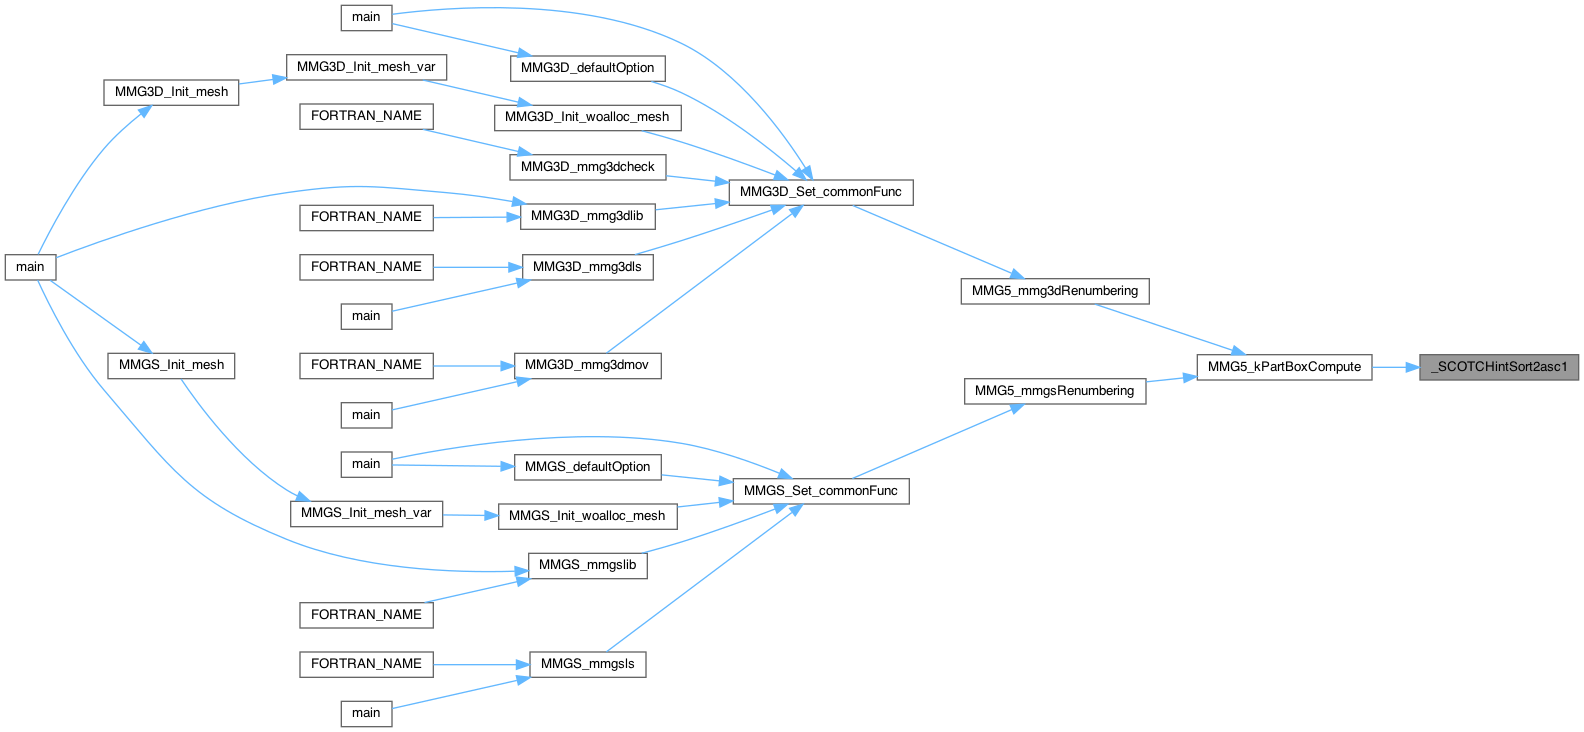 main
MMG3D_defaultOption
MMG3D_Init_mesh_var
MMG3D_Init_mesh
MMG3D_Init_woalloc_mesh
FORTRAN_NAME
MMG3D_mmg3dcheck
MMG3D_Set_commonFunc
FORTRAN_NAME
MMG3D_mmg3dlib
main
FORTRAN_NAME
MMG3D_mmg3dls
main
MMG5_mmg3dRenumbering
MMGS_Init_mesh
FORTRAN_NAME
MMG3D_mmg3dmov
MMG5_kPartBoxCompute
_SCOTCHintSort2asc1
MMG5_mmgsRenumbering
main
main
MMGS_defaultOption
MMGS_Set_commonFunc
MMGS_Init_mesh_var
MMGS_Init_woalloc_mesh
MMGS_mmgslib
FORTRAN_NAME
FORTRAN_NAME
MMGS_mmgsls
main